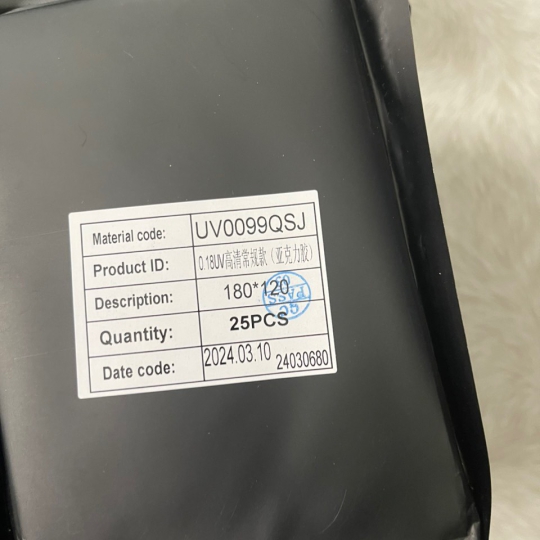 Material code: UV0099QSJ
Product ID: 0.18UV高清常规款（亚克力胶）
Description: 180*120
Quantity: 25PCS
Date code: 2024.03.10 24030680
PASS